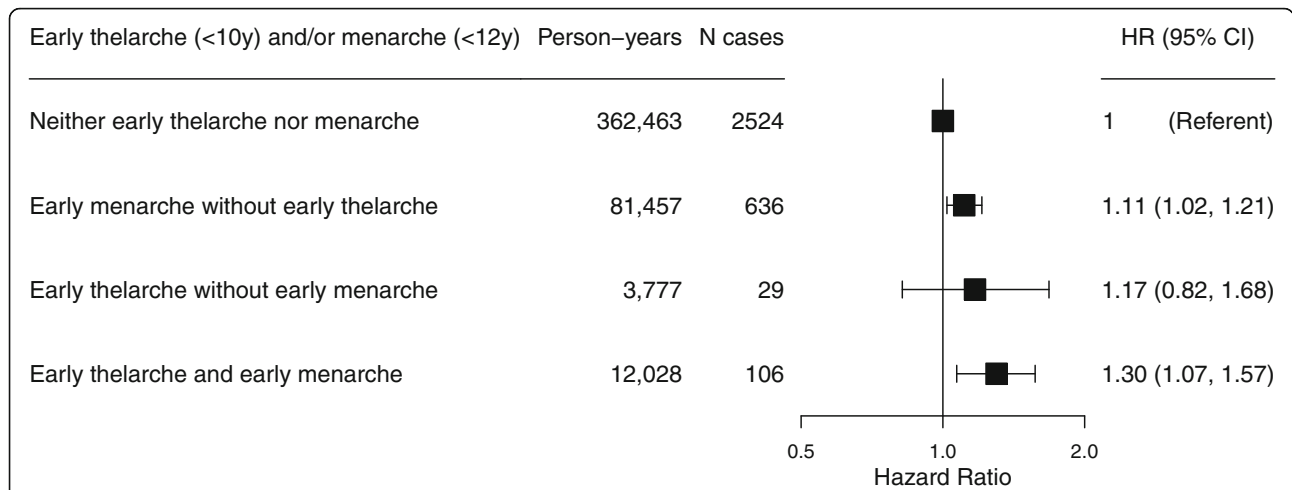 Early thelarche (<10y) and/or menarche (<12y) Person−years N cases HR (95% CI)
Neither early thelarche nor menarche 362,463 2524 1 (Referent)
Early menarche without early thelarche 81,457 636 1.11 (1.02, 1.21)
Early thelarche without early menarche 3,777 29 1.17 (0.82, 1.68)
Early thelarche and early menarche 12,028 106 1.30 (1.07, 1.57)
0.5 1.0 2.0
Hazard Ratio